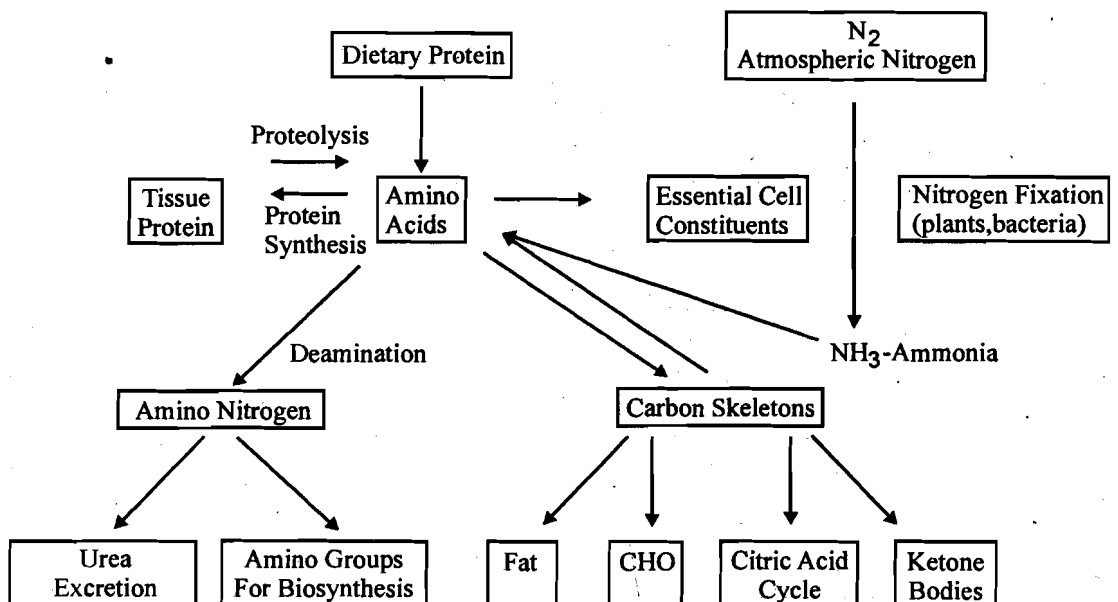 Dietary Protein
N2
Atmospheric Nitrogen
Proteolysis
Tissue
Protein
Protein
Synthesis
Amino
Acids
Essential Cell
Constituents
Nitrogen Fixation
(plants,bacteria)
Deamination
NH3-Ammonia
Amino Nitrogen
Carbon Skeletons
Urea
Excretion
Amino Groups
For Biosynthesis
Fat
CHO
Citric Acid
Cycle
Ketone
Bodies